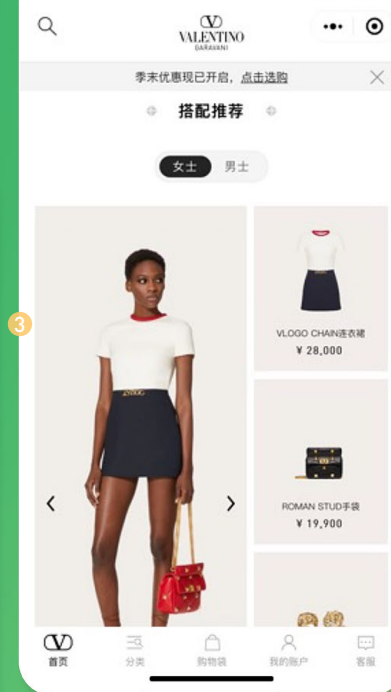 VALENTINO
GARAVANI
季末优惠现已开启，点击选购
搭配推荐
女士 男士
3
VLOGO CHAIN连衣裙
¥ 28,000
ROMAN STUD手袋
¥ 19,900
首页 分类 购物袋 我的账户 客服